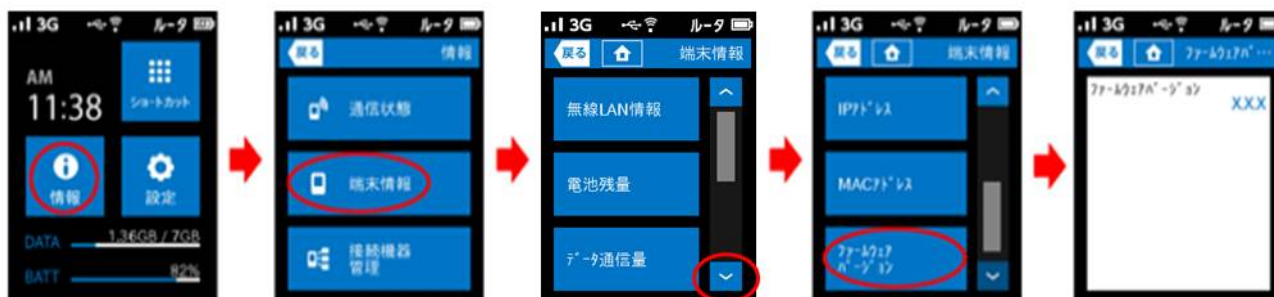 3G ルータ
AM
11:38
ショートカット
情報
設定
DATA 1.36GB / 7GB
BATT 82%
3G ルータ
戻る 情報
通信状態
端末情報
接続機器
管理
3G ルータ
戻る 端末情報
無線LAN情報
電池残量
データ通信量
3G ルータ
戻る 端末情報
IPアドレス
MACアドレス
ファームウェア
バージョン
3G ルータ
戻る ファームウェアバ…
ファームウェアバージョン
XXX